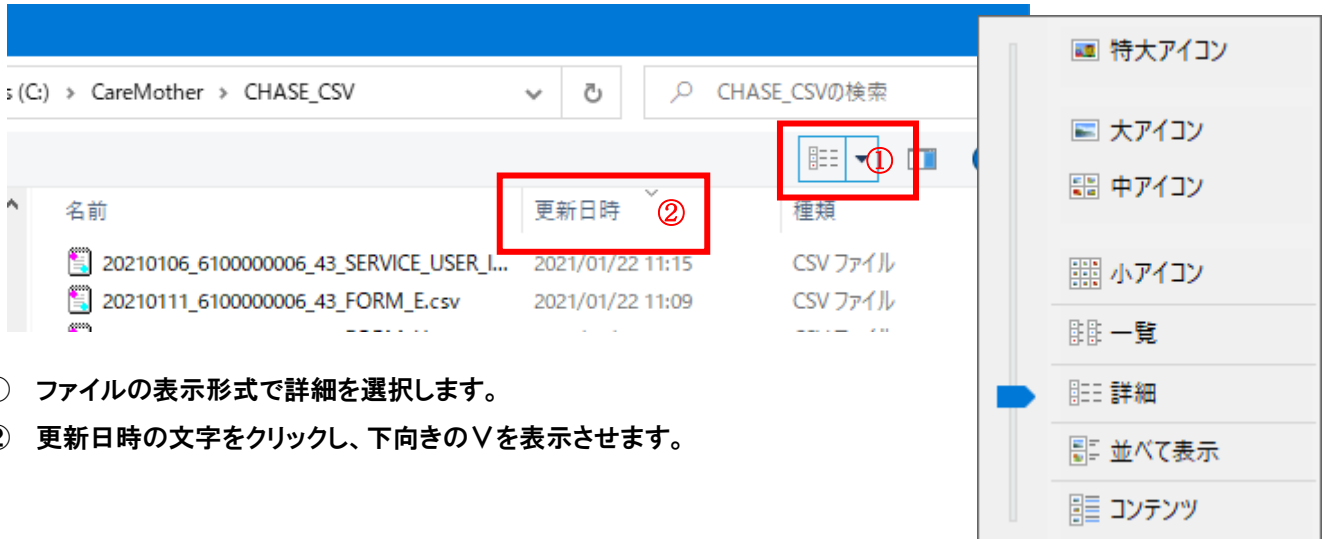 s (C:) > CareMother > CHASE_CSV
CHASE_CSVの検索
①
名前
更新日時
②
種類
20210106_6100000006_43_SERVICE_USER_I...
2021/01/22 11:15
CSV ファイル
20210111_6100000006_43_FORM_E.csv
2021/01/22 11:09
CSV ファイル
ファイルの表示形式で詳細を選択します。
② 更新日時の文字をクリックし、下向きの∨を表示させます。
特大アイコン
大アイコン
中アイコン
小アイコン
一覧
詳細
並べて表示
コンテンツ